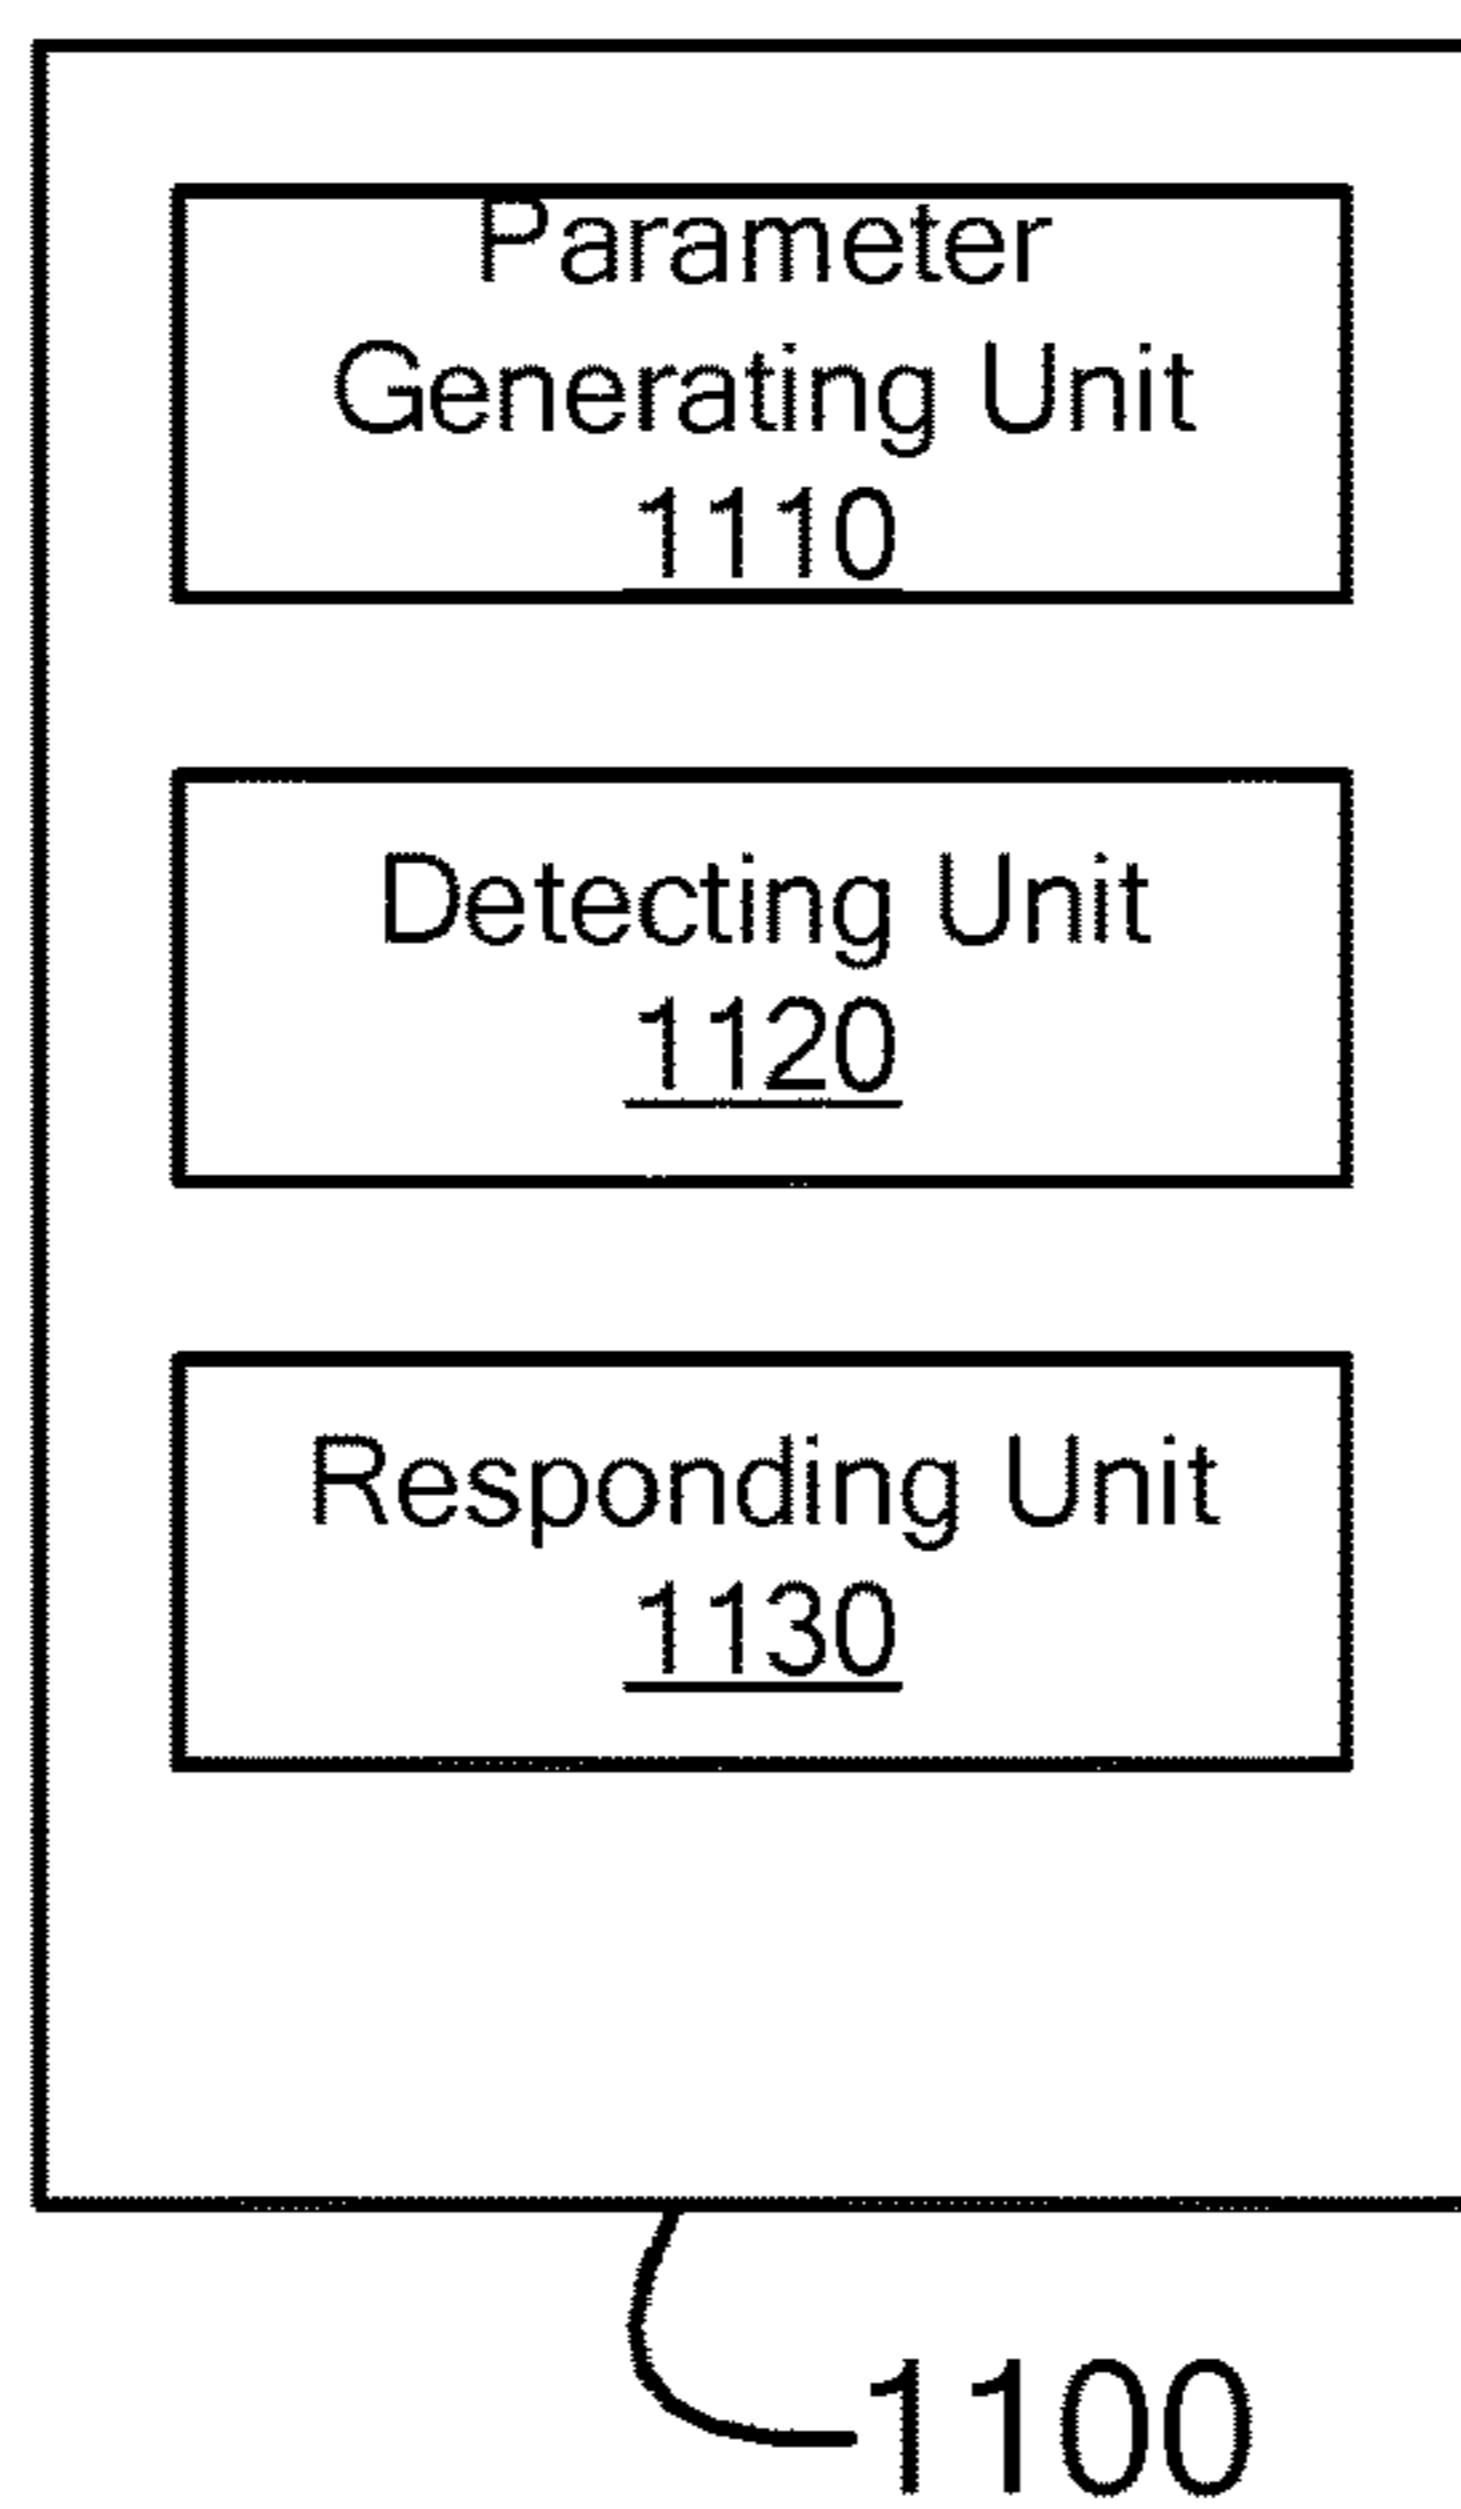 Parameter
Generating Unit
1110
Detecting Unit
1120
Responding Unit
1130
1100